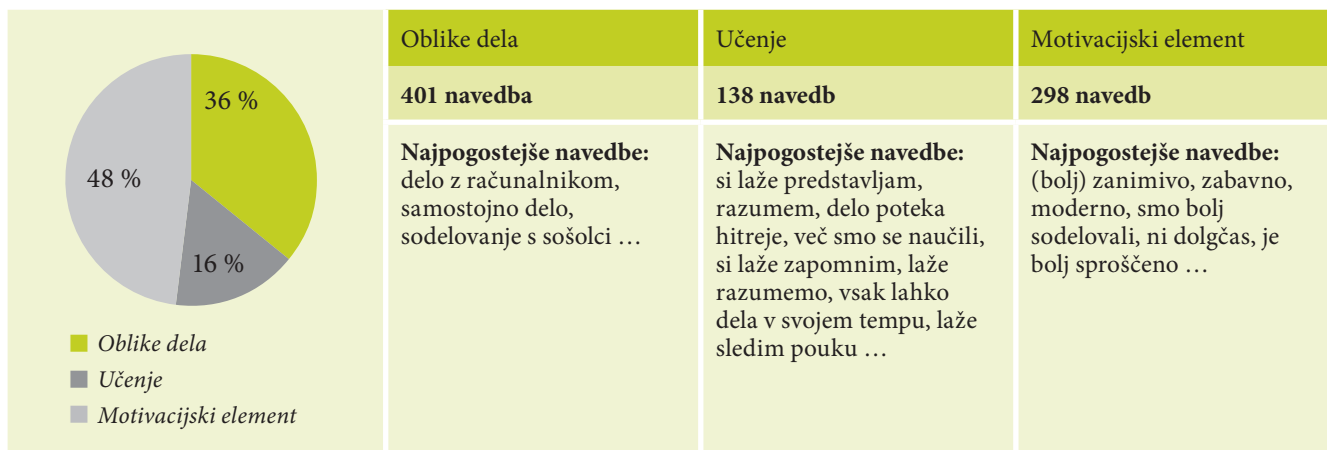 36 %
48 %
16 %
Oblike dela
Učenje
Motivacijski element
Oblike dela
401 navedba
Najpogostejše navedbe:
delo z računalnikom,
samostojno delo,
sodelovanje s sošolci …
Učenje
138 navedb
Najpogostejše navedbe:
si laže predstavljam,
razumem, delo poteka
hitreje, več smo se naučili,
si laže zapomnim, laže
razumemo, vsak lahko
dela v svojem tempu, laže
sledim pouku …
Motivacijski element
298 navedb
Najpogostejše navedbe:
(bolj) zanimivo, zabavno,
moderno, smo bolj
sodelovali, ni dolgčas, je
bolj sproščeno …